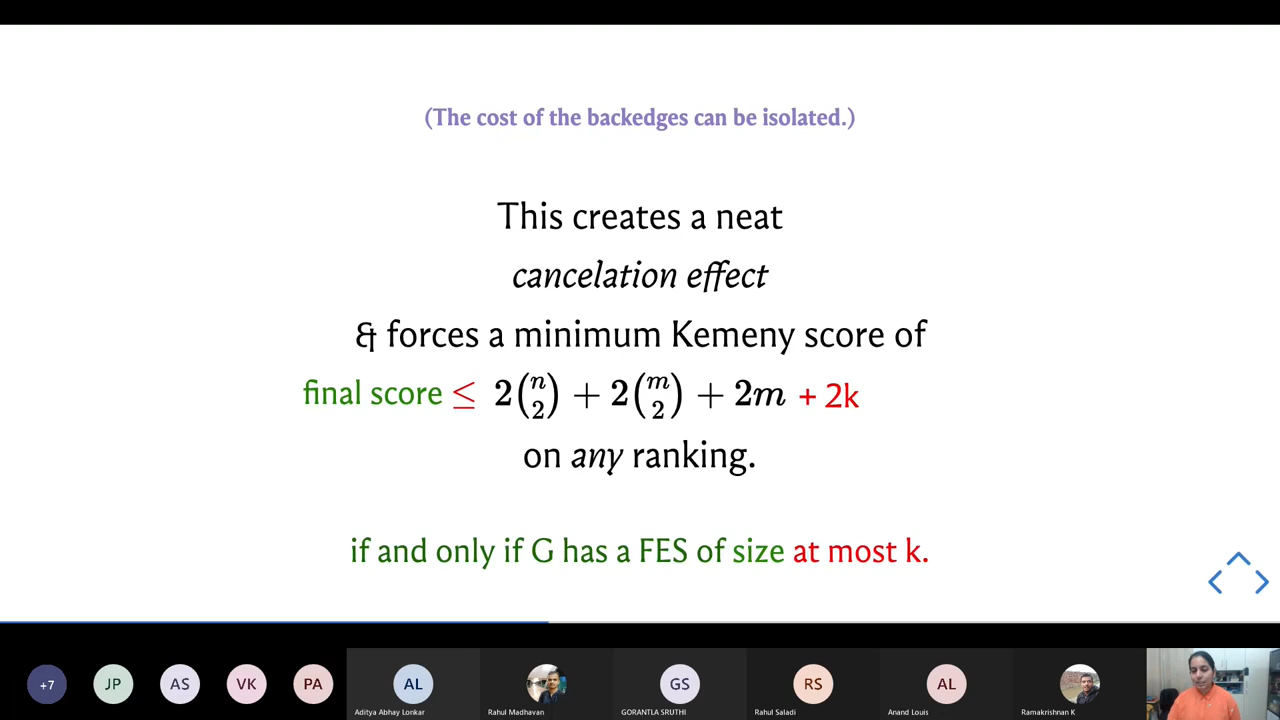 (The cost of the backedges can be isolated.)
This creates a neat
cancelation effect
& forces a minimum Kemeny score of
final score ≤ 2(n 2) + 2(m 2) + 2m + 2k
on any ranking.
if and only if G has a FES of size at most k.
+7 JP AS VK PA AL GS RS AL
Aditya Abhay Lonkar Rahul Madhavan GORANTLA SRUTHI Rahul Saladi Anand Louis Ramakrishnan K